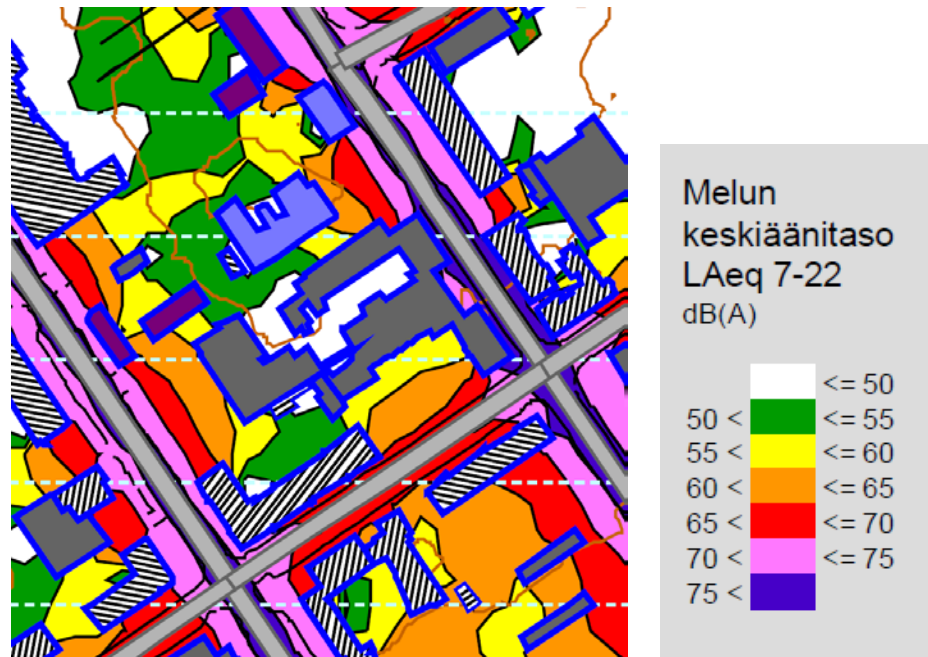 Melun
keskiäänitaso
LAeq 7-22
dB(A)
<= 50
50 < <= 55
55 < <= 60
60 < <= 65
65 < <= 70
70 < <= 75
75 <